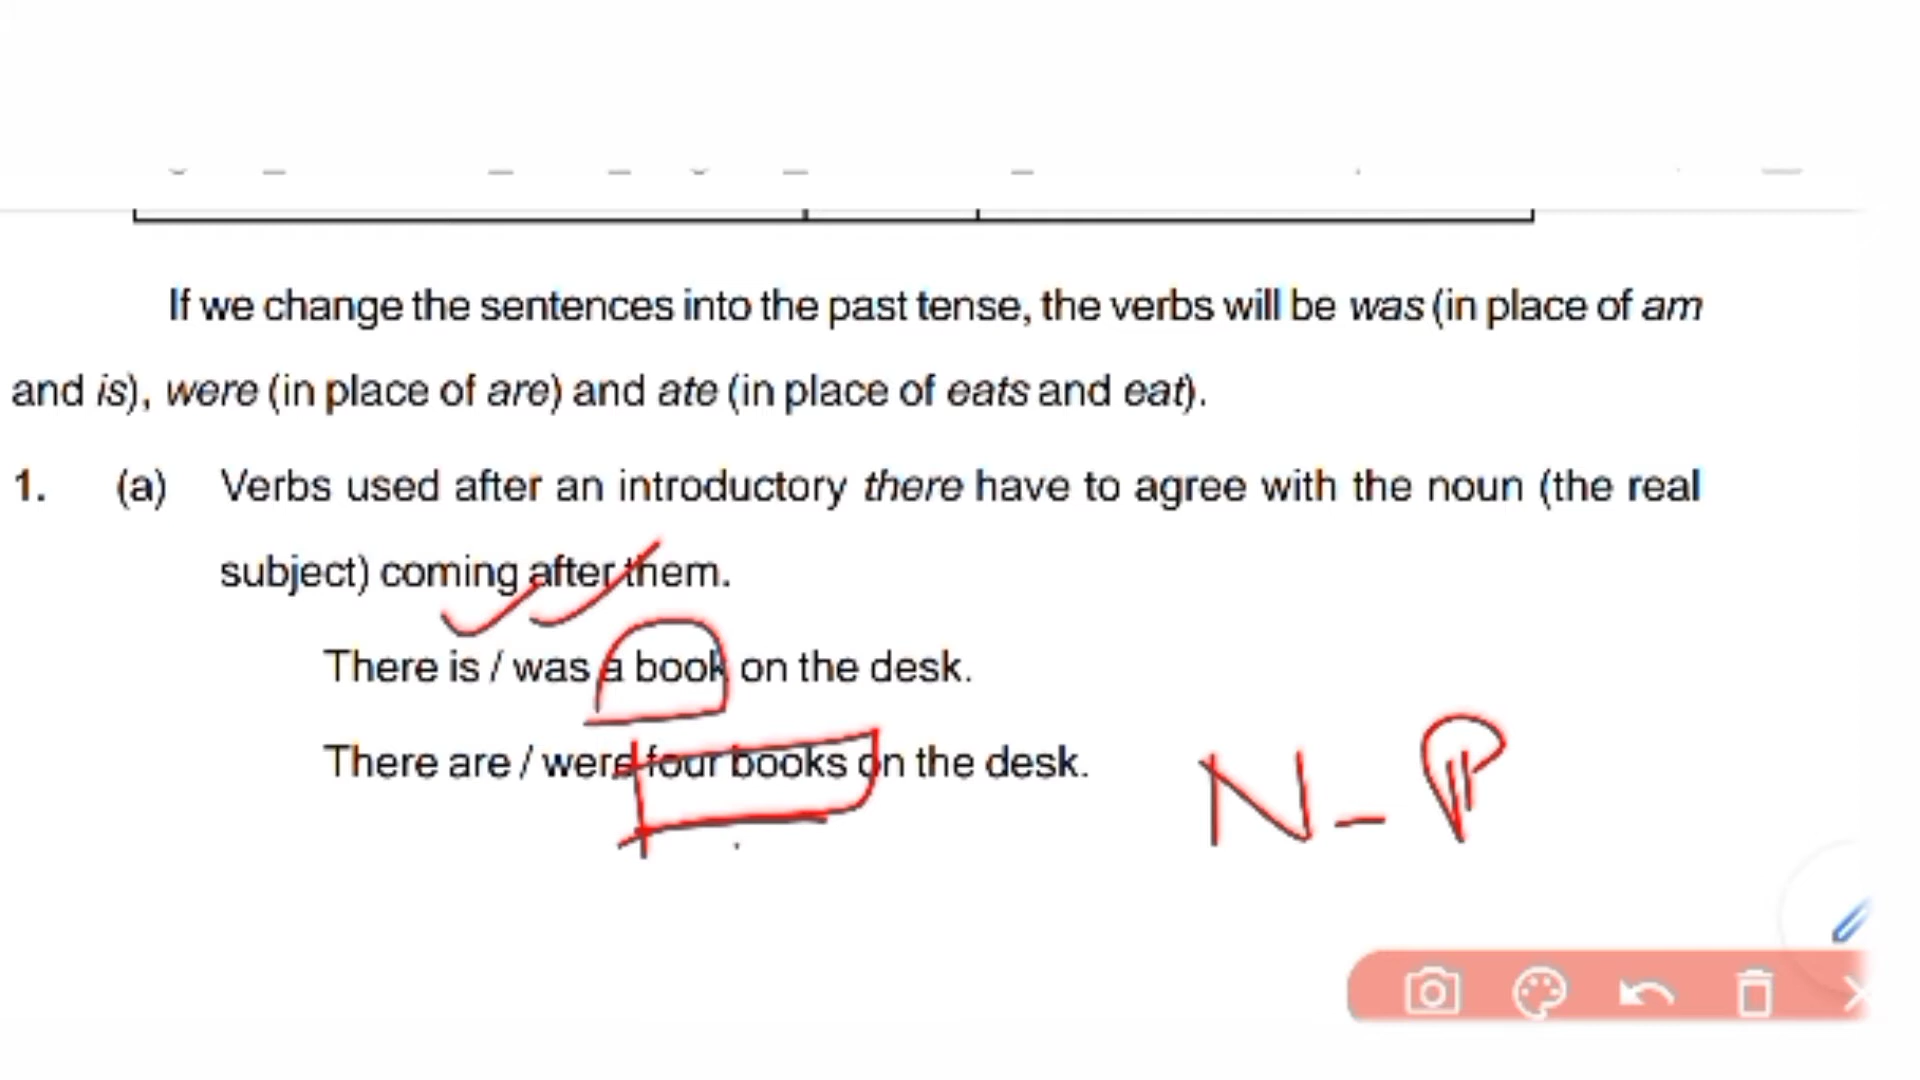 If we change the sentences into the past tense, the verbs will be was (in place of am
and is), were (in place of are) and ate (in place of eats and eat).
1. (a) Verbs used after an introductory there have to agree with the noun (the real
subject) coming after them.
There is / was a book on the desk.
There are / were four books on the desk.
N - P